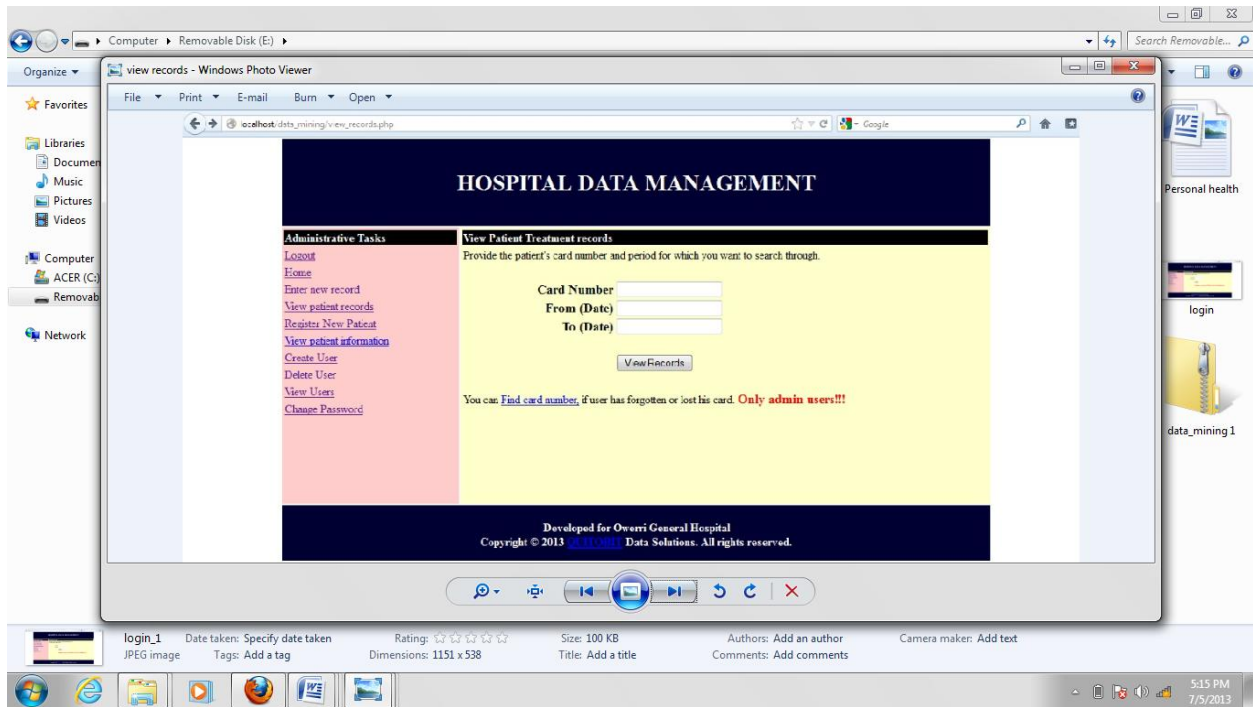 Computer ▸ Removable Disk (E:) ▸
Search Removable...
Organize
view records - Windows Photo Viewer
File Print E-mail Burn Open
Favorites
Libraries
Documen
Music
Pictures
Videos
Computer
ACER (C:)
Removab
Network
localhost/data_mining/view_records.php
Google
HOSPITAL DATA MANAGEMENT
Administrative Tasks
Logout
Home
Enter new record
View patient records
Register New Patient
View patient information
Create User
Delete User
View Users
Change Password
View Patient Treatment records
Provide the patient's card number and period for which you want to search through.
Card Number
From (Date)
To (Date)
View Records
You can Find card number, if user has forgotten or lost his card. Only admin users!!!
Developed for Owerri General Hospital
Copyright © 2013 Data Solutions. All rights reserved.
Personal health
login
data_mining 1
login_1 Date taken: Specify date taken Rating: Size: 100 KB Authors: Add an author Camera maker: Add text
JPEG image Tags: Add a tag Dimensions: 1151 x 538 Title: Add a title Comments: Add comments
5:15 PM
7/5/2013